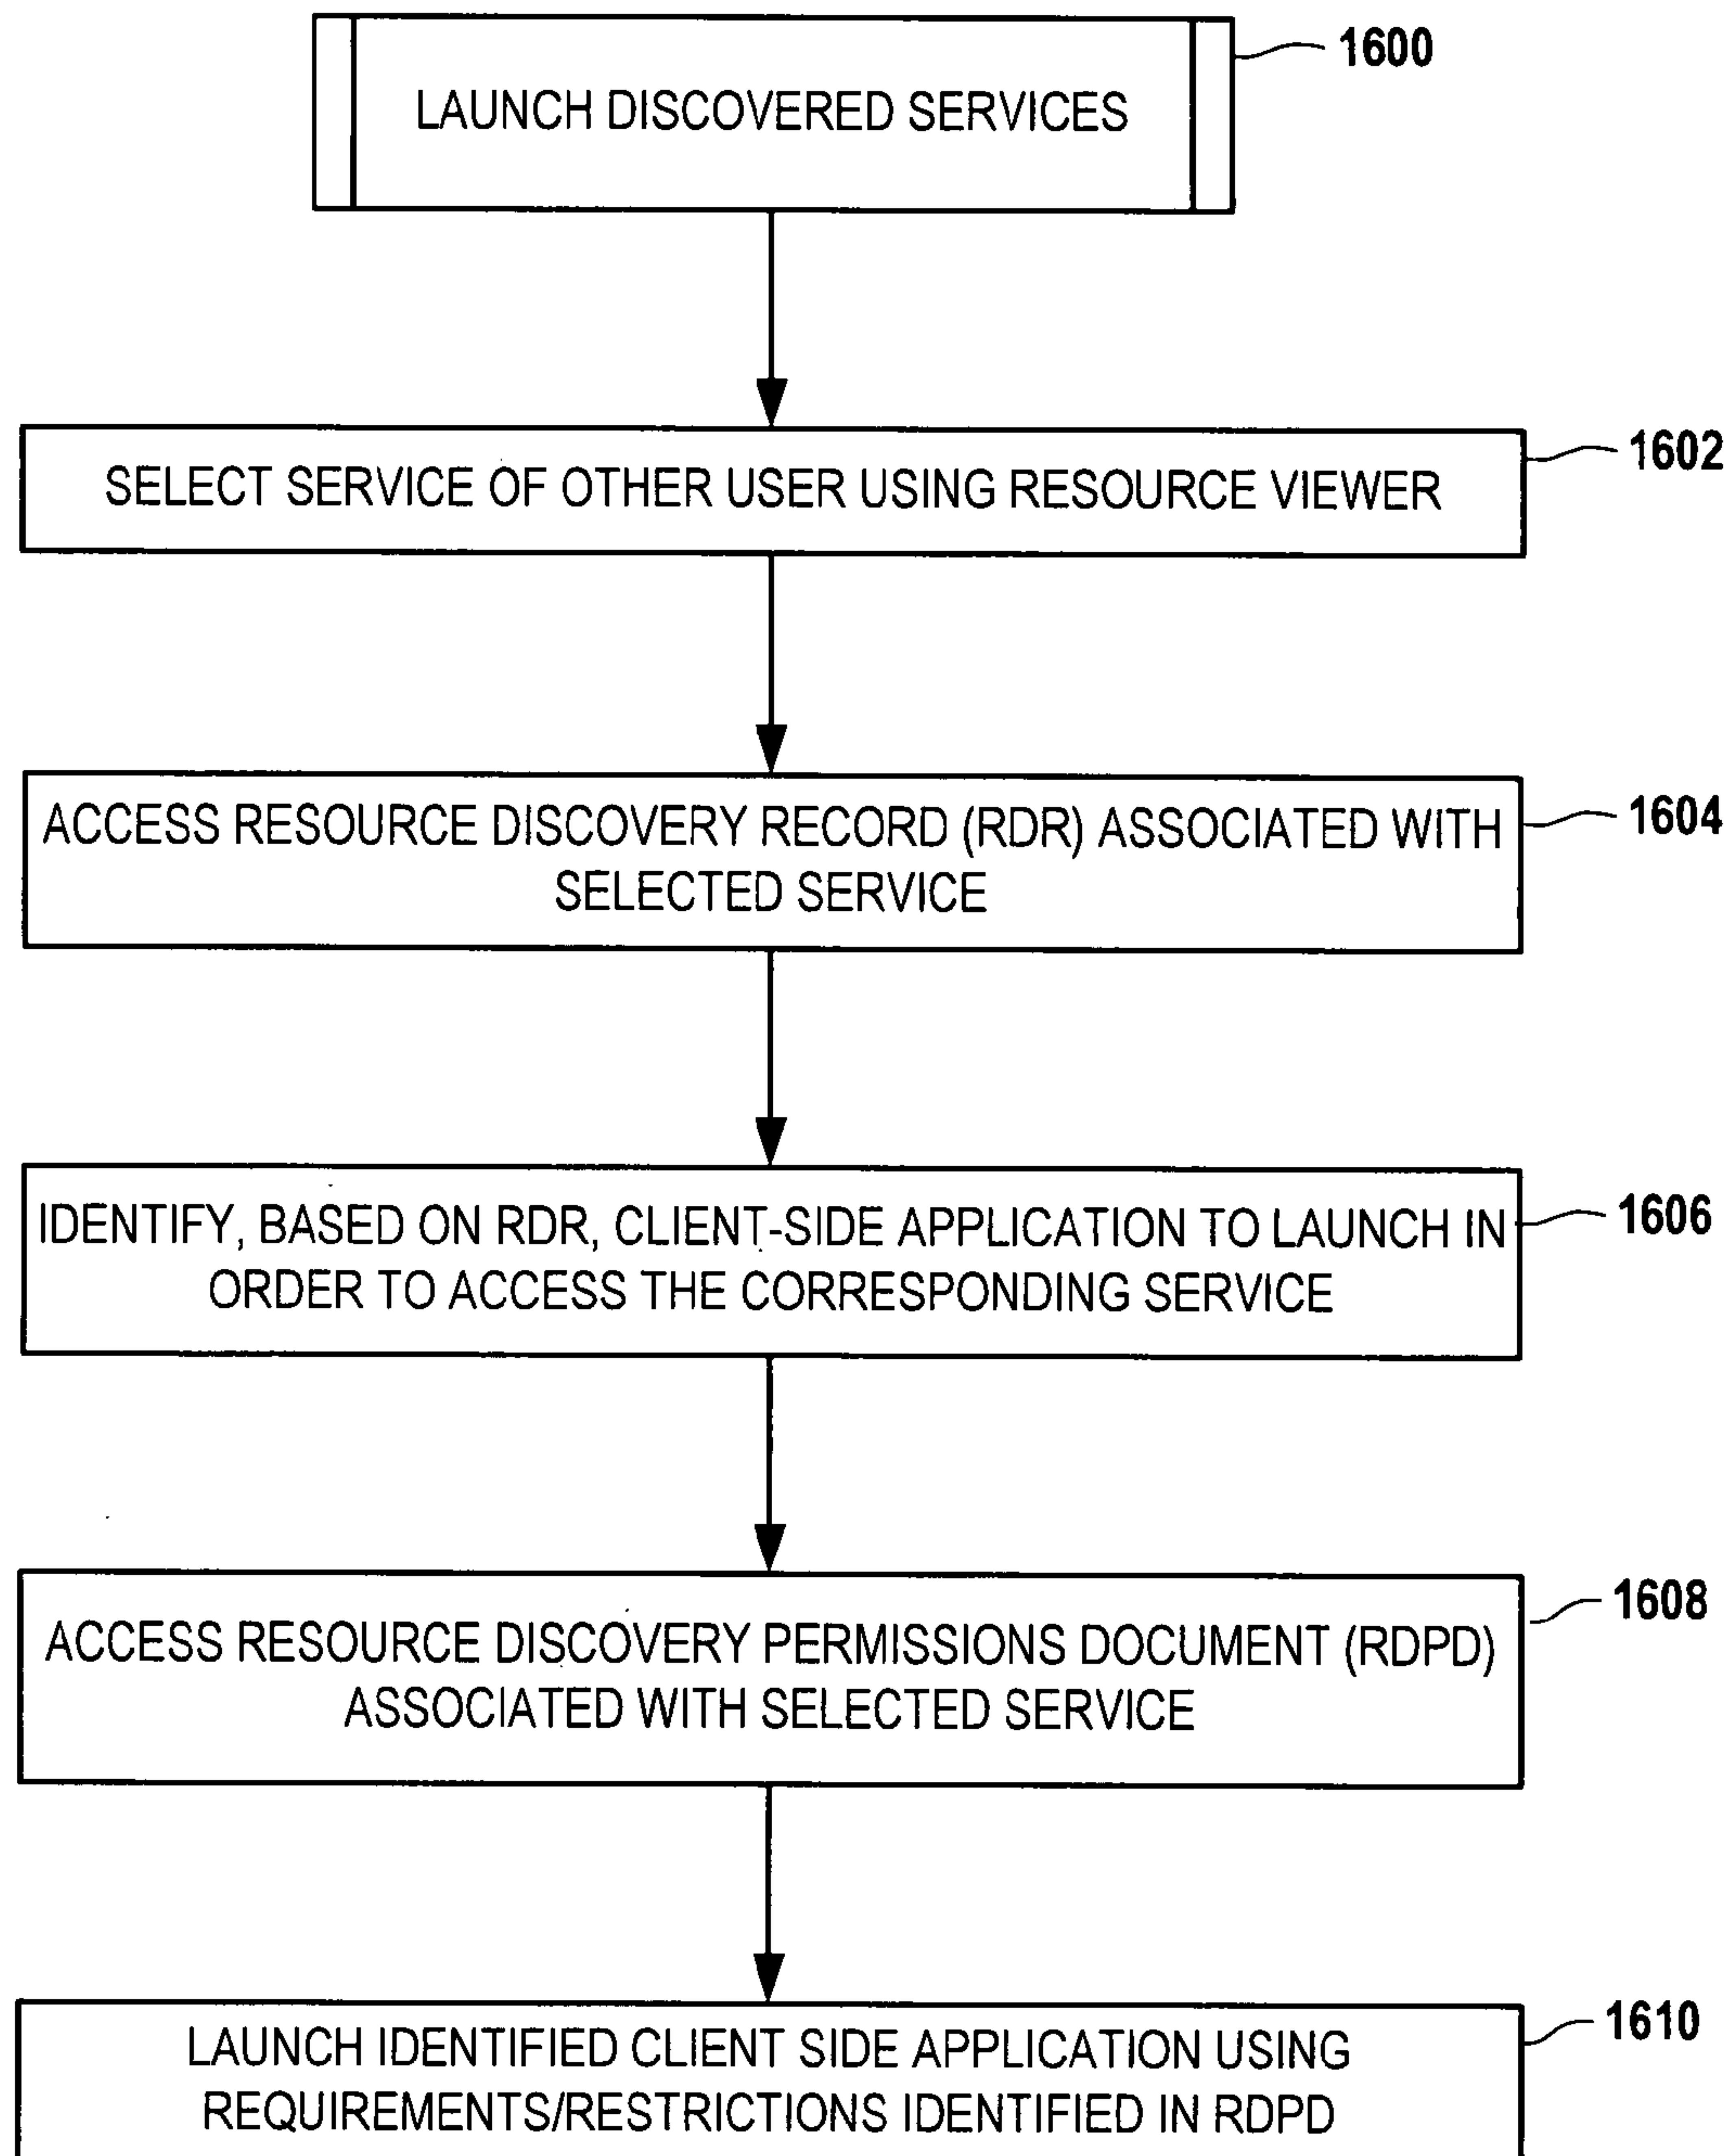 LAUNCH DISCOVERED SERVICES
1600
SELECT SERVICE OF OTHER USER USING RESOURCE VIEWER
1602
ACCESS RESOURCE DISCOVERY RECORD (RDR) ASSOCIATED WITH
SELECTED SERVICE
1604
IDENTIFY, BASED ON RDR, CLIENT-SIDE APPLICATION TO LAUNCH IN
ORDER TO ACCESS THE CORRESPONDING SERVICE
1606
ACCESS RESOURCE DISCOVERY PERMISSIONS DOCUMENT (RDPD)
ASSOCIATED WITH SELECTED SERVICE
1608
LAUNCH IDENTIFIED CLIENT SIDE APPLICATION USING
REQUIREMENTS/RESTRICTIONS IDENTIFIED IN RDPD
1610